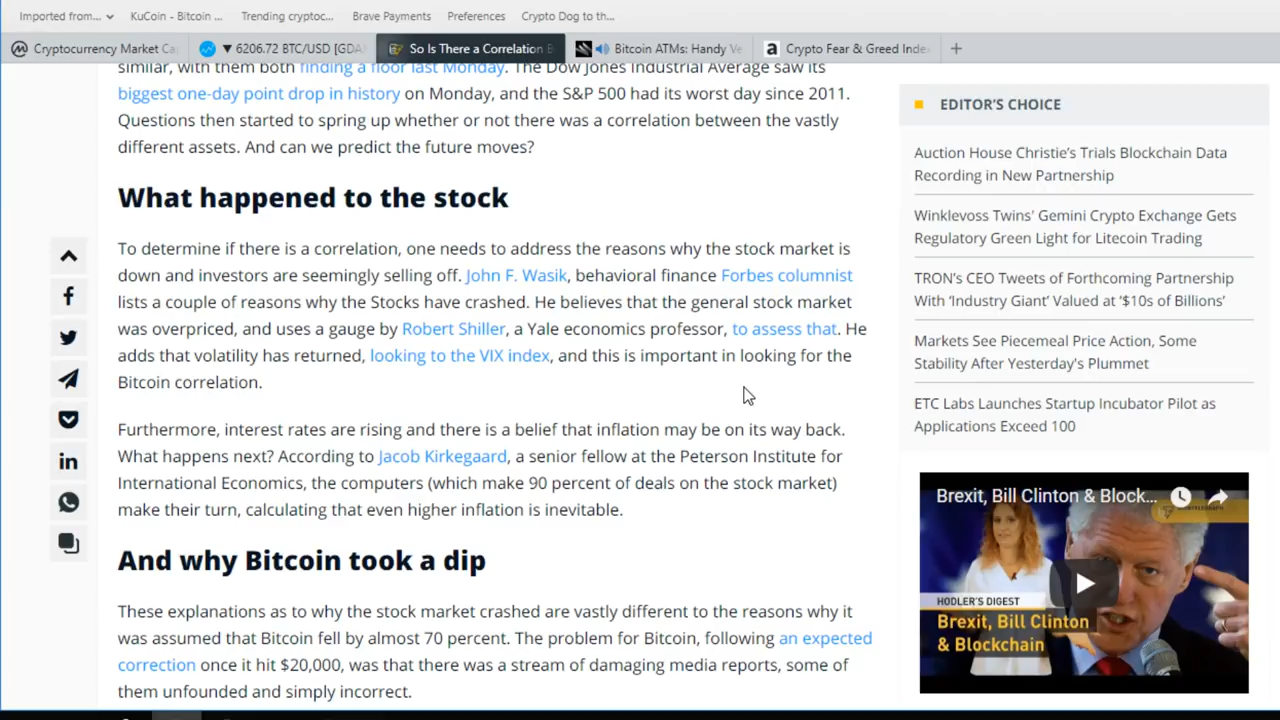 Imported from...
KuCoin - Bitcoin ...
Trending cryptoc...
Brave Payments
Preferences
Crypto Dog to th...
Cryptocurrency Market Ca
▼ 6206.72 BTC/USD [GDA
So Is There a Correlation B
Bitcoin ATMs: Handy Ve
Crypto Fear & Greed Inde
similar, with them both finding a floor last Monday. The Dow Jones Industrial Average saw its
biggest one-day point drop in history on Monday, and the S&P 500 had its worst day since 2011.
Questions then started to spring up whether or not there was a correlation between the vastly
different assets. And can we predict the future moves?
What happened to the stock
To determine if there is a correlation, one needs to address the reasons why the stock market is
down and investors are seemingly selling off. John F. Wasik, behavioral finance Forbes columnist
lists a couple of reasons why the Stocks have crashed. He believes that the general stock market
was overpriced, and uses a gauge by Robert Shiller, a Yale economics professor, to assess that. He
adds that volatility has returned, looking to the VIX index, and this is important in looking for the
Bitcoin correlation.
Furthermore, interest rates are rising and there is a belief that inflation may be on its way back.
What happens next? According to Jacob Kirkegaard, a senior fellow at the Peterson Institute for
International Economics, the computers (which make 90 percent of deals on the stock market)
make their turn, calculating that even higher inflation is inevitable.
And why Bitcoin took a dip
These explanations as to why the stock market crashed are vastly different to the reasons why it
was assumed that Bitcoin fell by almost 70 percent. The problem for Bitcoin, following an expected
correction once it hit $20,000, was that there was a stream of damaging media reports, some of
them unfounded and simply incorrect.
EDITOR'S CHOICE
Auction House Christie's Trials Blockchain Data
Recording in New Partnership
Winklevoss Twins' Gemini Crypto Exchange Gets
Regulatory Green Light for Litecoin Trading
TRON's CEO Tweets of Forthcoming Partnership
With 'Industry Giant' Valued at '$10s of Billions'
Markets See Piecemeal Price Action, Some
Stability After Yesterday's Plummet
ETC Labs Launches Startup Incubator Pilot as
Applications Exceed 100
Brexit, Bill Clinton & Block...
HODLER'S DIGEST
Brexit, Bill Clinton
& Blockchain